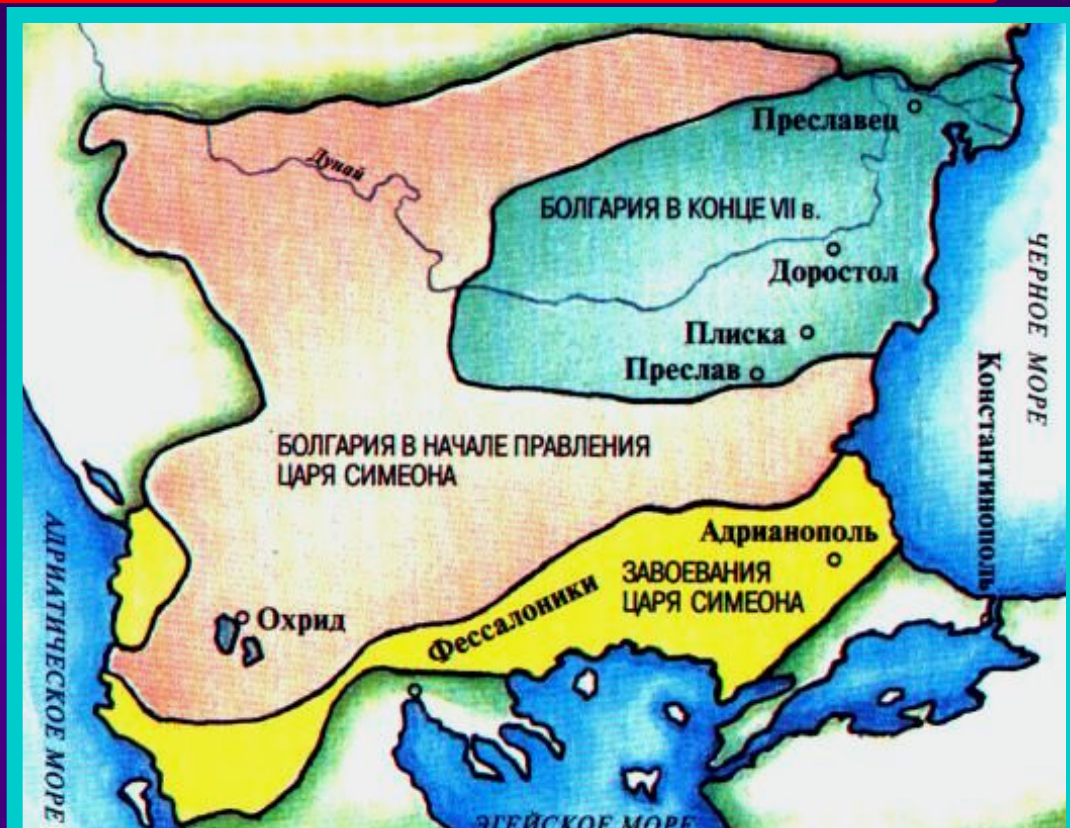 Преславец
Дунай
БОЛГАРИЯ В КОНЦЕ VII в.
Доростол
ЧЕРНОЕ МОРЕ
Плиска
Преслав
Константинополь
БОЛГАРИЯ В НАЧАЛЕ ПРАВЛЕНИЯ
ЦАРЯ СИМЕОНА
АДРИАТИЧЕСКОЕ МОРЕ
Адрианополь
ЗАВОЕВАНИЯ
ЦАРЯ СИМЕОНА
Фессалоники
Охрид
ЭГЕЙСКОЕ МОРЕ